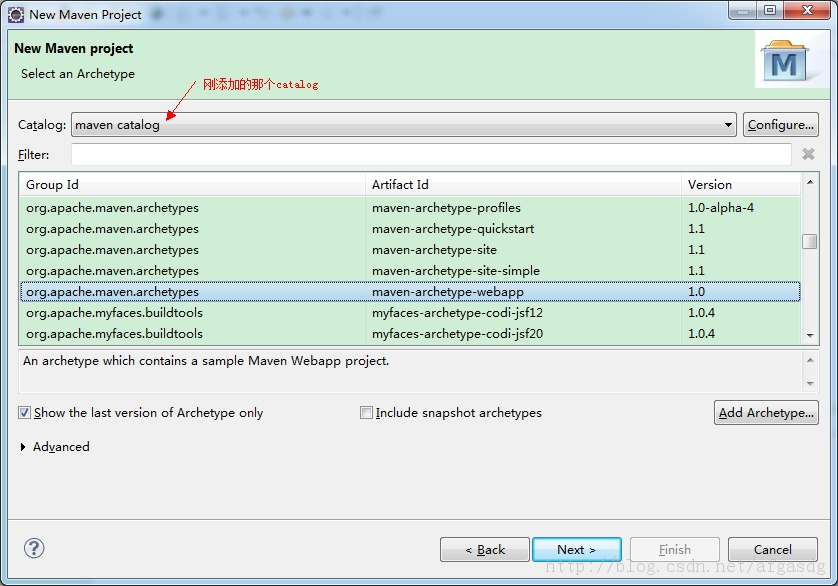 New Maven Project
New Maven project
Select an Archetype
M
刚添加的那个catalog
Catalog: maven catalog Configure...
Filter:
Group Id Artifact Id Version
org.apache.maven.archetypes maven-archetype-profiles 1.0-alpha-4
org.apache.maven.archetypes maven-archetype-quickstart 1.1
org.apache.maven.archetypes maven-archetype-site 1.1
org.apache.maven.archetypes maven-archetype-site-simple 1.1
org.apache.maven.archetypes maven-archetype-webapp 1.0
org.apache.myfaces.buildtools myfaces-archetype-codi-jsf12 1.0.4
org.apache.myfaces.buildtools myfaces-archetype-codi-jsf20 1.0.4
An archetype which contains a sample Maven Webapp project.
Show the last version of Archetype only Include snapshot archetypes Add Archetype...
Advanced
? < Back Next > Finish Cancel
http://blog.csdn.net/afgasdg